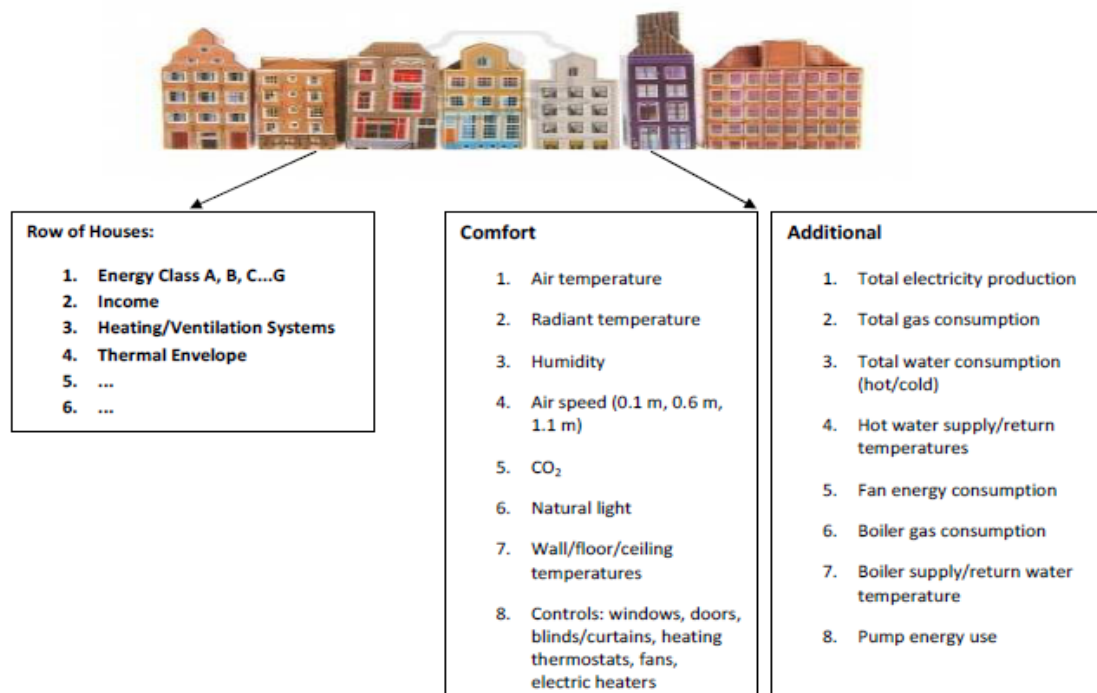 Row of Houses:
1. Energy Class A, B, C...G
2. Income
3. Heating/Ventilation Systems
4. Thermal Envelope
5. ...
6. ...
Comfort
1. Air temperature
2. Radiant temperature
3. Humidity
4. Air speed (0.1 m, 0.6 m,
1.1 m)
5. CO₂
6. Natural light
7. Wall/floor/ceiling
temperatures
8. Controls: windows, doors,
blinds/curtains, heating
thermostats, fans,
electric heaters
Additional
1. Total electricity production
2. Total gas consumption
3. Total water consumption
(hot/cold)
4. Hot water supply/return
temperatures
5. Fan energy consumption
6. Boiler gas consumption
7. Boiler supply/return water
temperature
8. Pump energy use